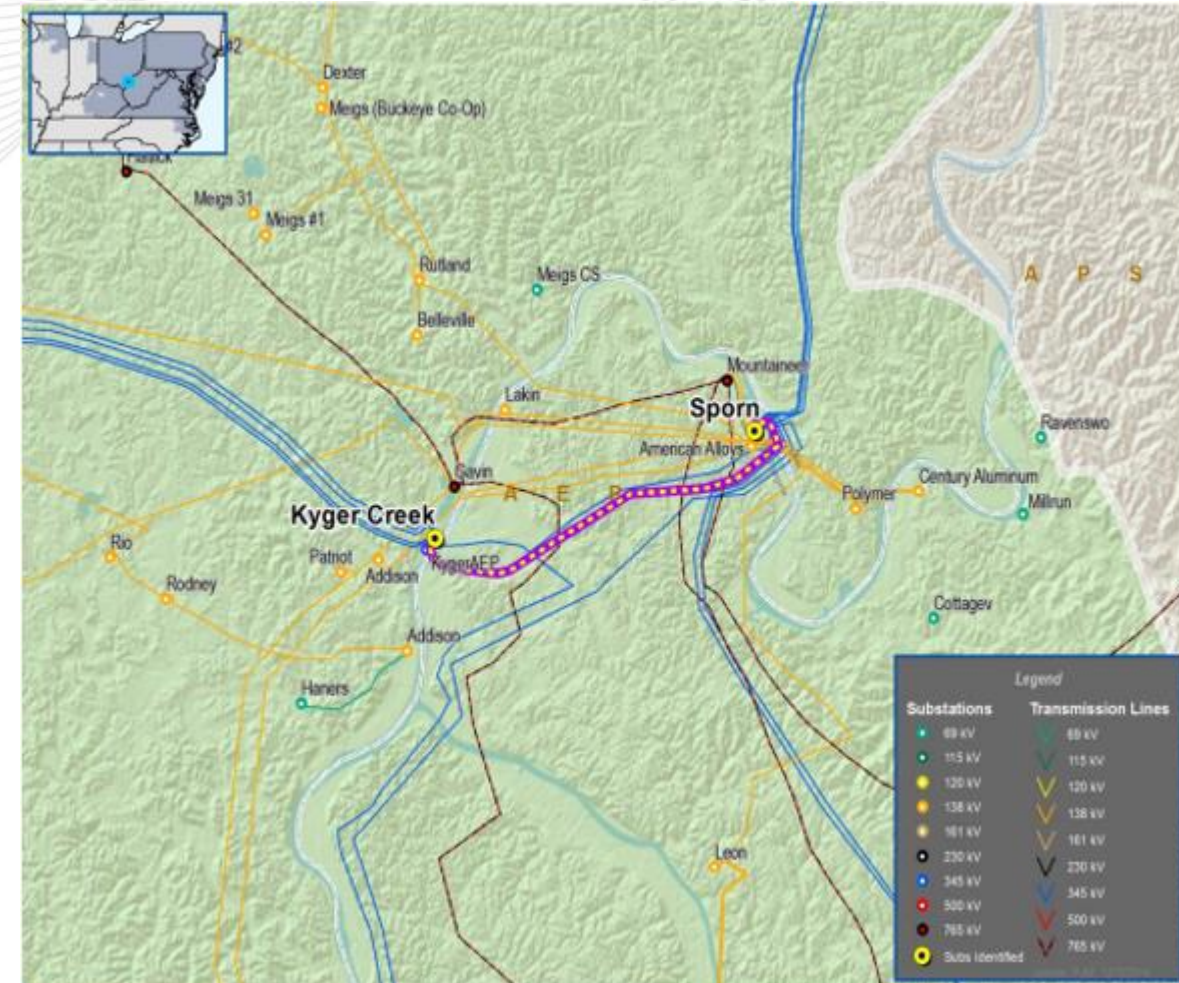 #2
Dexter
Meigs (Buckeye Co-Op)
Meigs 31
Meigs #1
Rutland
Meigs CS
Belleville
Mountaineer
Lakin
Sporn
Ravenswo
American Alloys
Gavin
A E P
A P S
Century Aluminum
Polymer
Millrun
Kyger Creek
KygerAEP
Rio
Patriot
Addison
Rodney
Cottagev
Addison
Haners
Leon
Legend
Substations Transmission Lines
69 kV 69 kV
115 kV 115 kV
120 kV 120 kV
138 kV 138 kV
161 kV 161 kV
230 kV 230 kV
345 kV 345 kV
500 kV 500 kV
765 kV 765 kV
Subs Identified